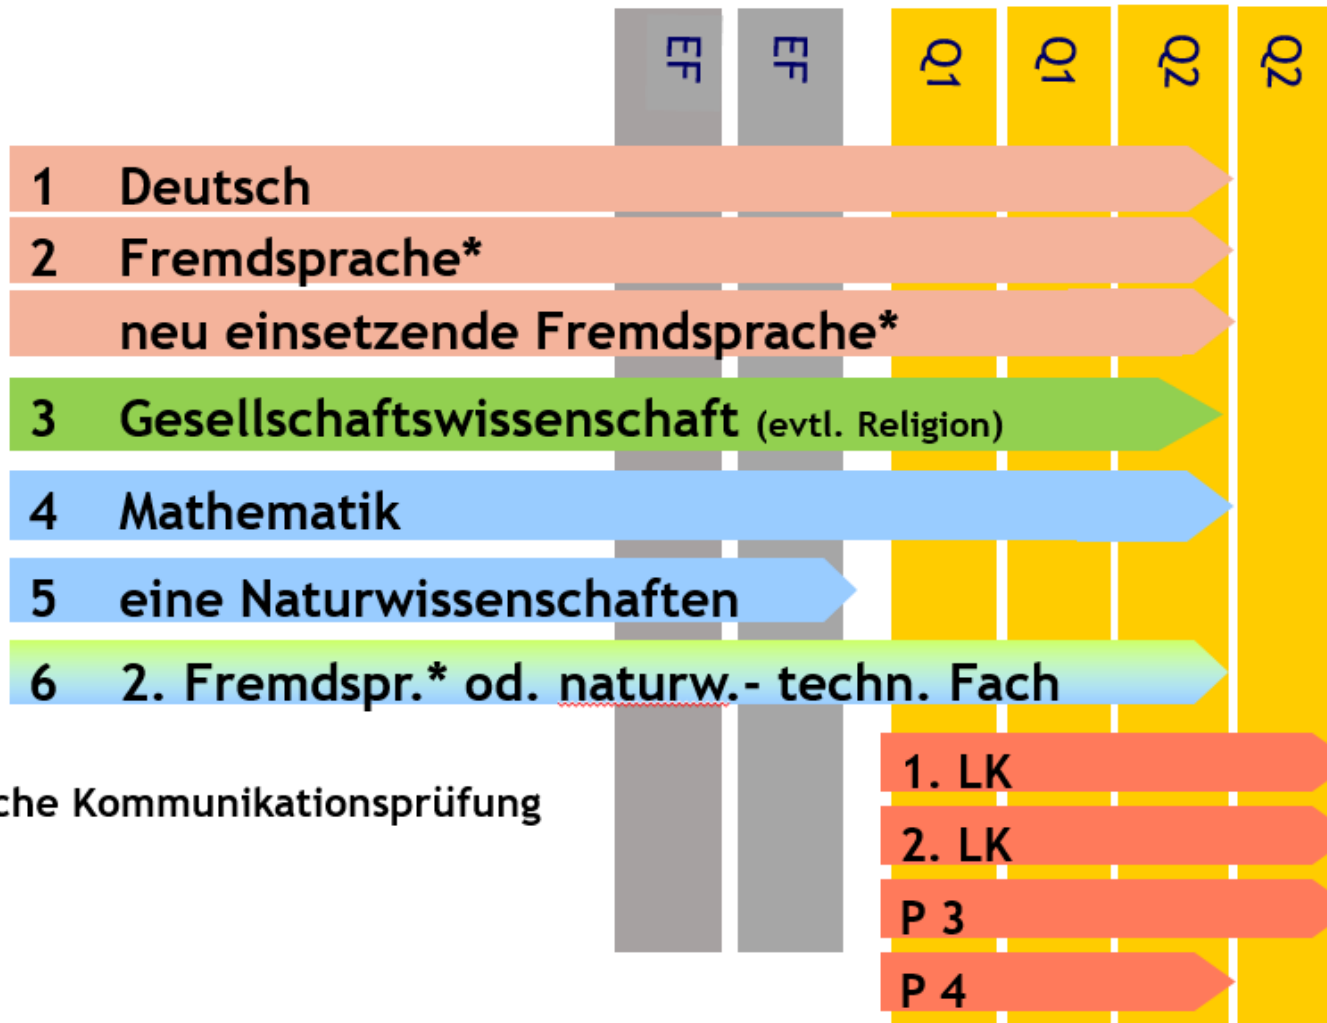 EF EF Q1 Q1 Q2 Q2
1 Deutsch
2 Fremdsprache*
neu einsetzende Fremdsprache*
3 Gesellschaftswissenschaft (evtl. Religion)
4 Mathematik
5 eine Naturwissenschaften
6 2. Fremdspr.* od. naturw.- techn. Fach
1. LK
che Kommunikationsprüfung
2. LK
P 3
P 4